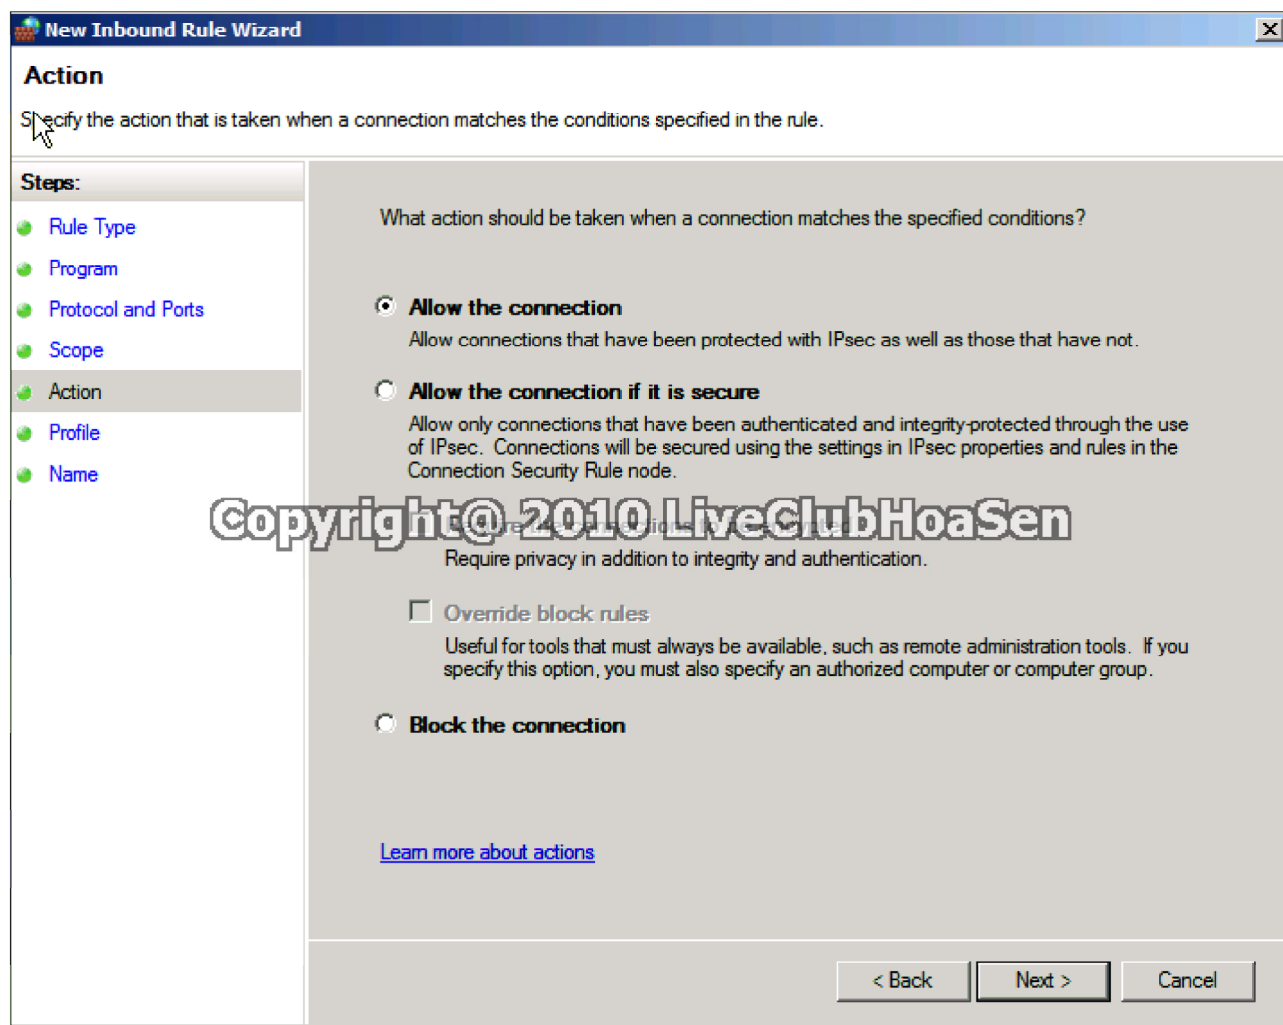 New Inbound Rule Wizard
Action
Specify the action that is taken when a connection matches the conditions specified in the rule.
Steps:
Rule Type
Program
Protocol and Ports
Scope
Action
Profile
Name
What action should be taken when a connection matches the specified conditions?
Allow the connection
Allow connections that have been protected with IPsec as well as those that have not.
Allow the connection if it is secure
Allow only connections that have been authenticated and integrity-protected through the use
of IPsec. Connections will be secured using the settings in IPsec properties and rules in the
Connection Security Rule node.
Copyright@ 2010 LiveClubHoaSen
Require the connections to be encrypted
Require privacy in addition to integrity and authentication.
Override block rules
Useful for tools that must always be available, such as remote administration tools. If you
specify this option, you must also specify an authorized computer or computer group.
Block the connection
Learn more about actions
< Back
Next >
Cancel